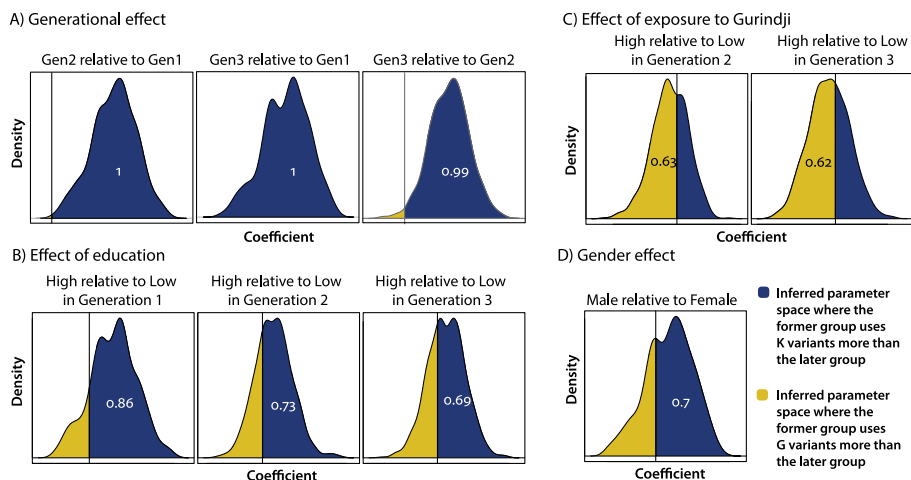 A) Generational effect
Gen2 relative to Gen1
Gen3 relative to Gen1
Gen3 relative to Gen2
Density
1
1
0.99
Coefficient
B) Effect of education
High relative to Low
in Generation 1
High relative to Low
in Generation 2
High relative to Low
in Generation 3
Density
0.86
0.73
0.69
C) Effect of exposure to Gurindji
High relative to Low
in Generation 2
High relative to Low
in Generation 3
Density
0.63
0.62
Coefficient
D) Gender effect
Male relative to Female
Density
0.7
Coefficient
Inferred parameter
space where the
former group uses
K variants more than
the later group
Inferred parameter
space where the
former group uses
G variants more than
the later group